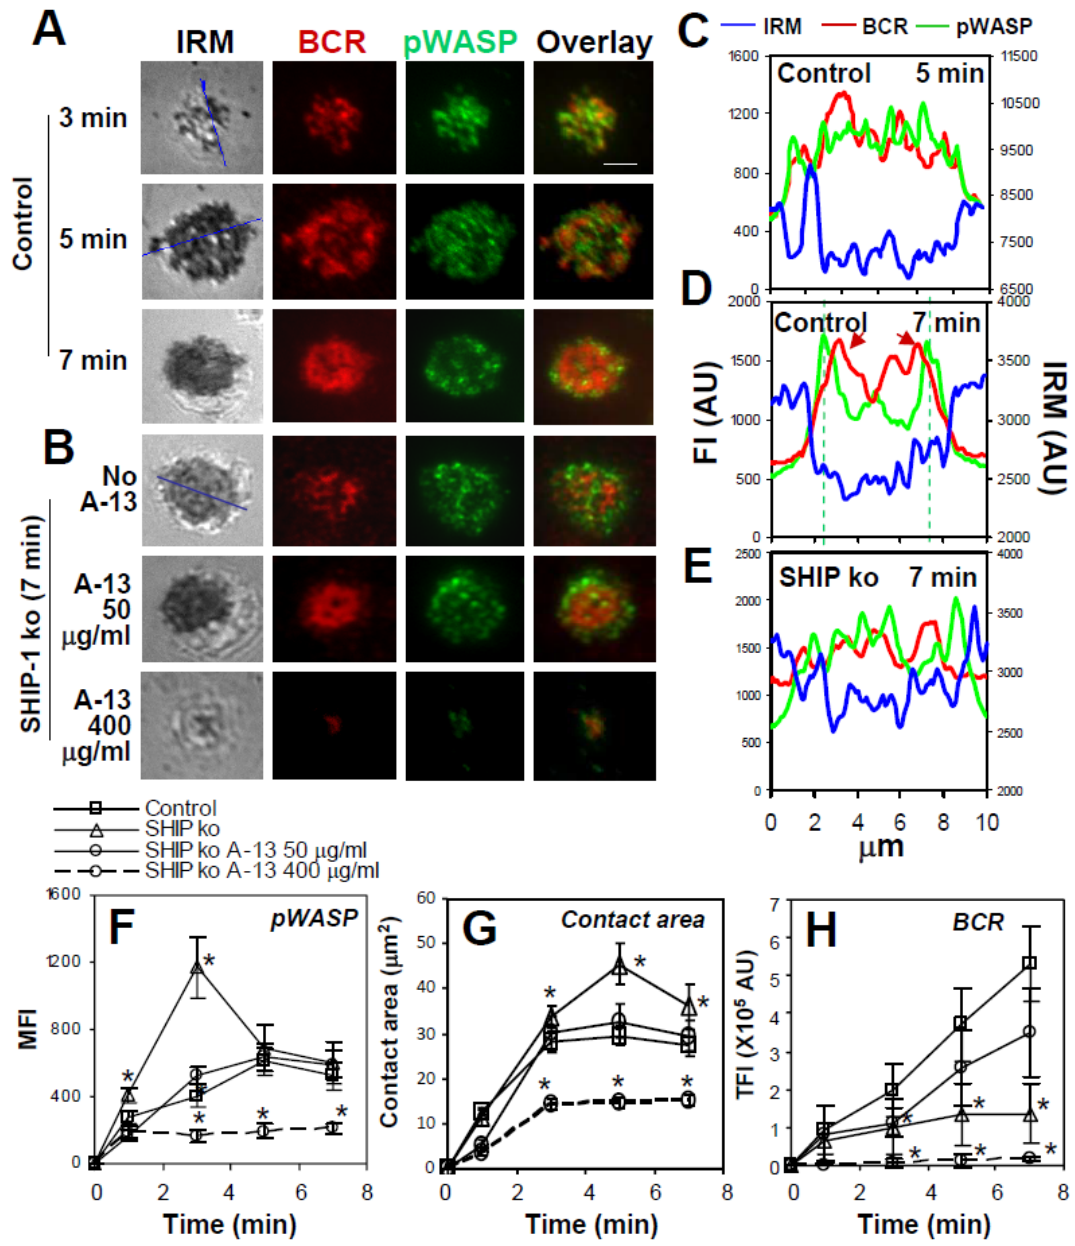 A
IRM BCR pWASP Overlay
Control
3 min
5 min
7 min
B
SHIP-1 ko (7 min)
No
A-13
A-13
50
μg/ml
A-13
400
μg/ml
C
IRM BCR pWASP
Control 5 min
1600
1200
800
400
0
11500
10500
9500
8500
7500
6500
D
Control 7 min
FI (AU)
IRM (AU)
2000
1500
1000
500
0
4000
3500
3000
2500
2000
E
SHIP ko 7 min
2500
2000
1500
1000
500
0
4000
3500
3000
2500
2000
0 2 4 6 8 10
μm
Control
SHIP ko
SHIP ko A-13 50 μg/ml
SHIP ko A-13 400 μg/ml
F
pWASP
MFI
1600
1200
800
400
0
* * * * *
0 2 4 6 8
Time (min)
G
Contact area
Contact area (μm²)
60
50
40
30
20
10
0
* * * * * *
0 2 4 6 8
Time (min)
H
BCR
TFI (X10⁵ AU)
7
6
5
4
3
2
1
0
* * * * * *
0 2 4 6 8
Time (min)